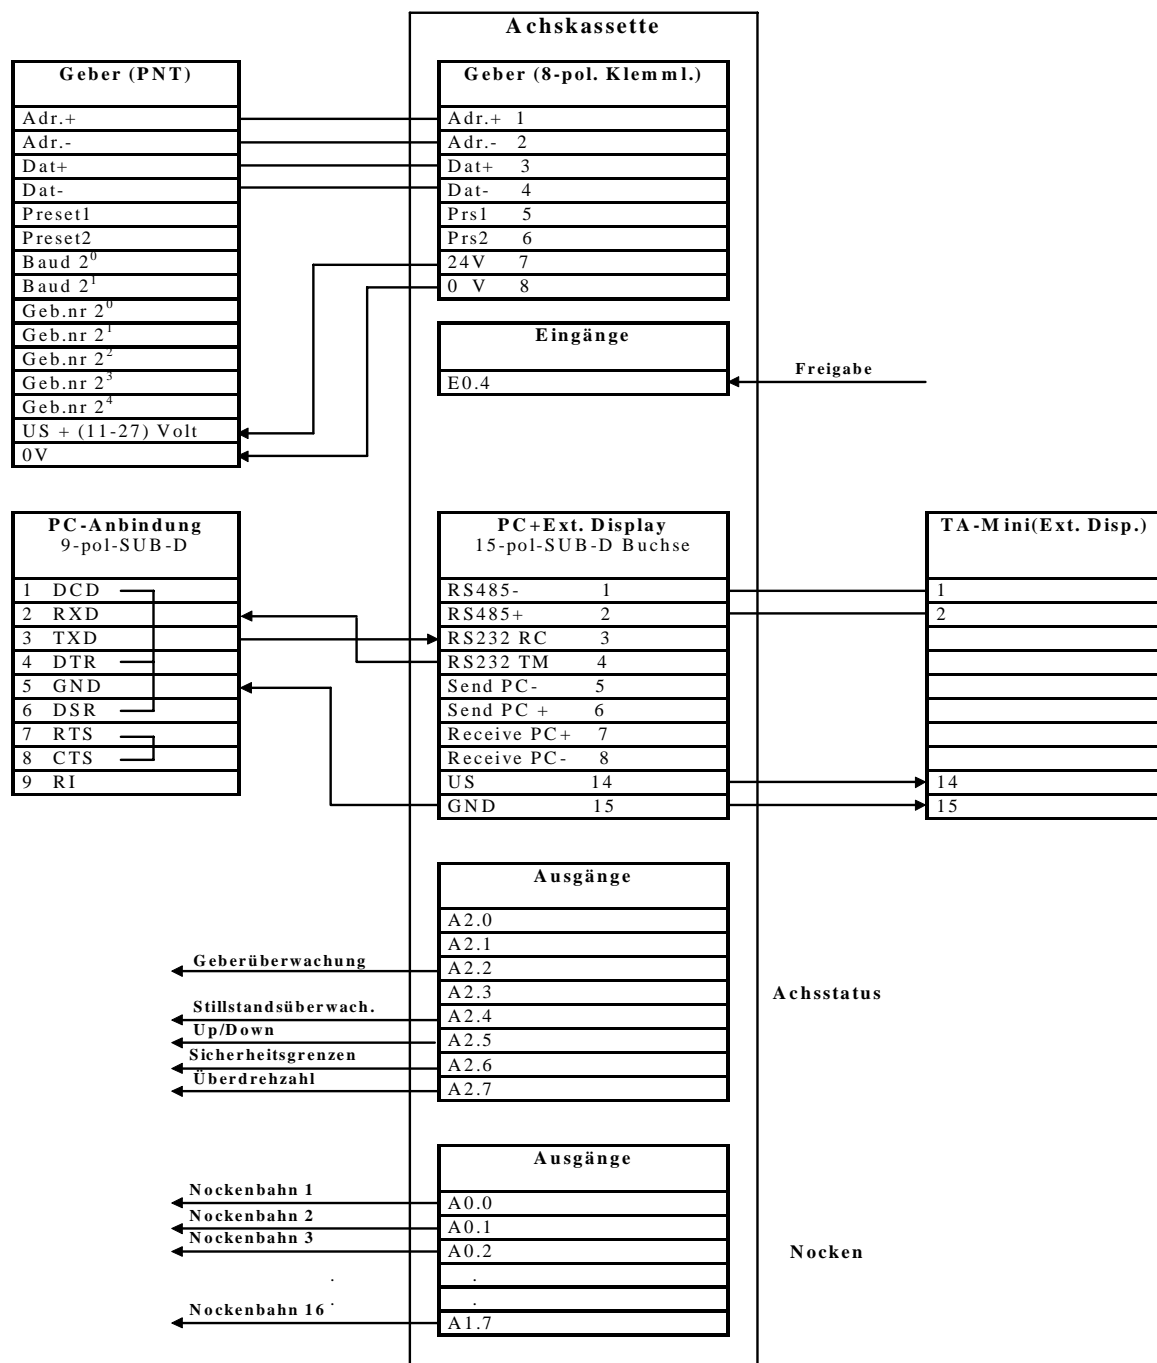 Achskassette
Geber (PNT)
Adr.+
Adr.-
Dat+
Dat-
Preset1
Preset2
Baud 2⁰
Baud 2¹
Geb.nr 2⁰
Geb.nr 2¹
Geb.nr 2²
Geb.nr 2³
Geb.nr 2⁴
US + (11-27) Volt
0V
Geber (8-pol. Klemml.)
Adr.+ 1
Adr.- 2
Dat+ 3
Dat- 4
Prs1 5
Prs2 6
24V 7
0 V 8
Eingänge
E0.4
Freigabe
PC-Anbindung
9-pol-SUB-D
1 DCD
2 RXD
3 TXD
4 DTR
5 GND
6 DSR
7 RTS
8 CTS
9 RI
PC+Ext. Display
15-pol-SUB-D Buchse
RS485- 1
RS485+ 2
RS232 RC 3
RS232 TM 4
Send PC- 5
Send PC + 6
Receive PC+ 7
Receive PC- 8
US 14
GND 15
TA-Mini(Ext. Disp.)
1
2
14
15
Ausgänge
A2.0
A2.1
A2.2
A2.3
A2.4
A2.5
A2.6
A2.7
Geberüberwachung
Stillstandsüberwach.
Up/Down
Sicherheitsgrenzen
Überdrehzahl
Achsstatus
Ausgänge
A0.0
A0.1
A0.2
.
.
A1.7
Nockenbahn 1
Nockenbahn 2
Nockenbahn 3
.
.
Nockenbahn 16
Nocken